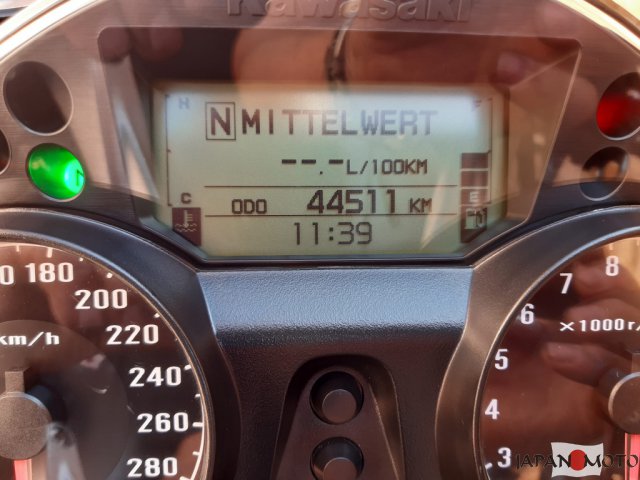 Kawasaki
H F
N MITTELWERT
--.- L/100KM
C ODO 44511 KM E
11:39
180
200
220
240
260
280
km/h
8
7
6
5
4
3
X1000r/
JAPAN MOTO